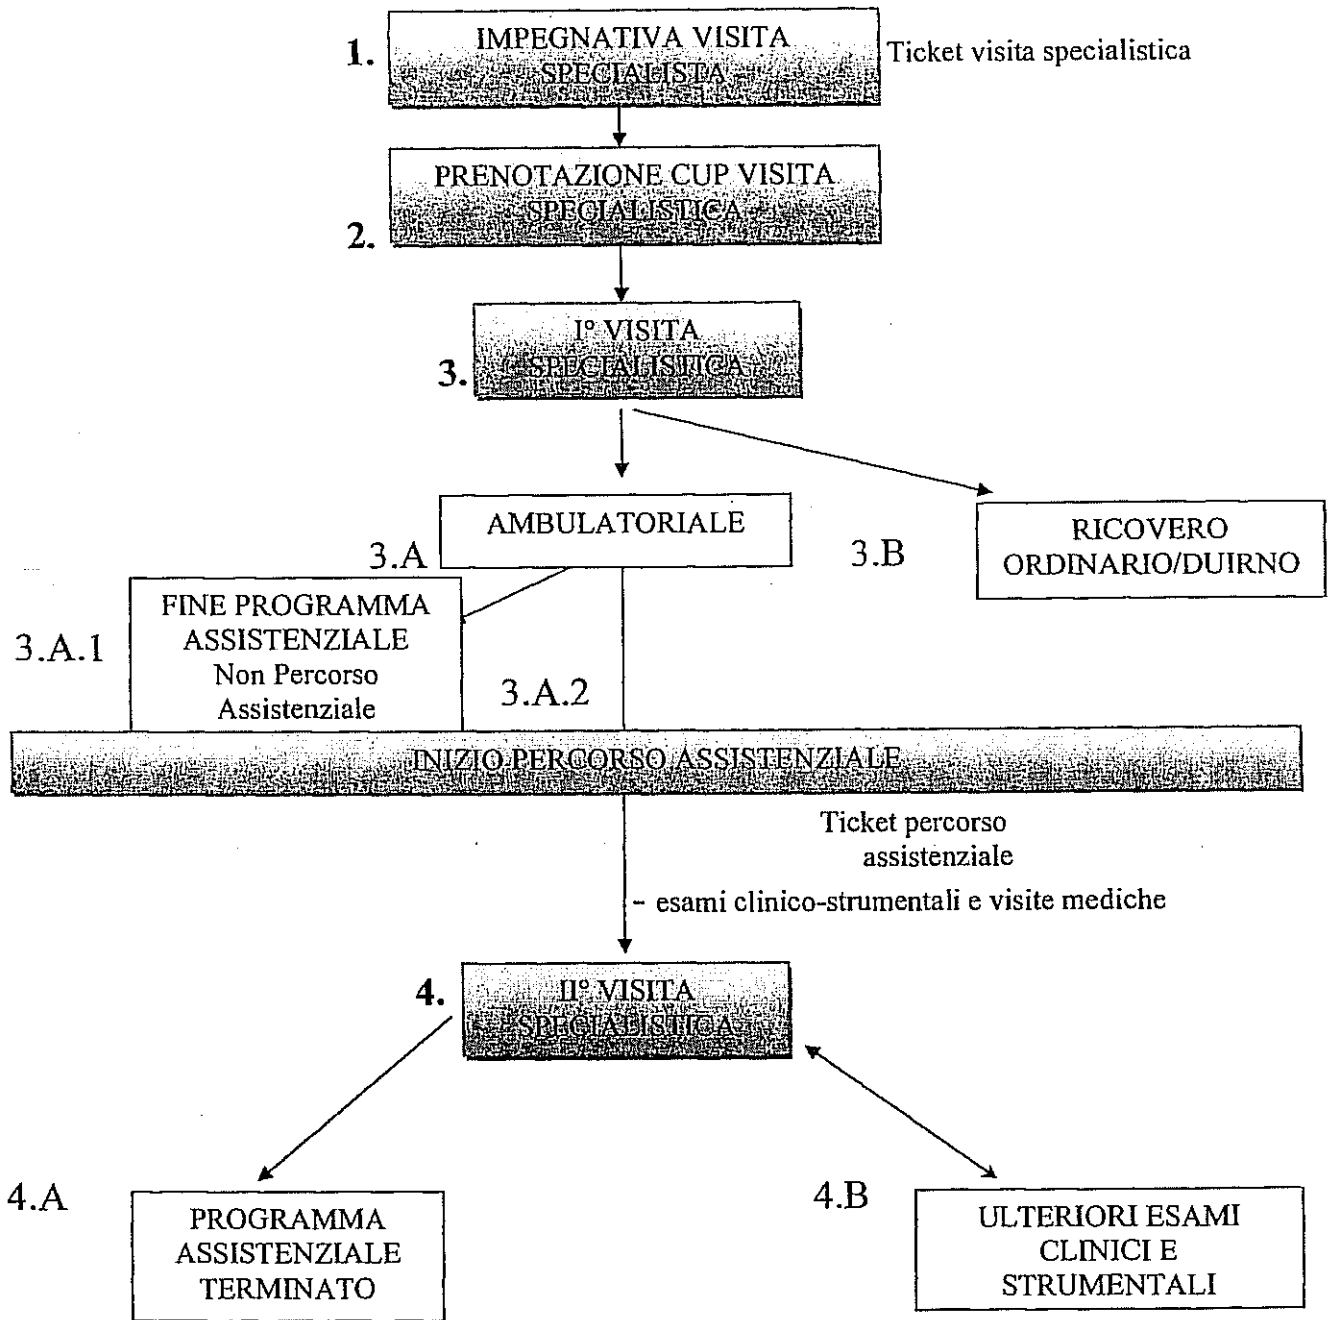 1.
IMPEGNATIVA VISITA
SPECIALISTA
Ticket visita specialistica
PRENOTAZIONE CUP VISITA
SPECIALISTICA
2.
I° VISITA
SPECIALISTICA
3.
AMBULATORIALE
3.A
3.B
RICOVERO
ORDINARIO/DUIRNO
3.A.1
FINE PROGRAMMA
ASSISTENZIALE
Non Percorso
Assistenziale
3.A.2
INIZIO PERCORSO ASSISTENZIALE
Ticket percorso
assistenziale
- esami clinico-strumentali e visite mediche
4.
II° VISITA
SPECIALISTICA
4.A
PROGRAMMA
ASSISTENZIALE
TERMINATO
4.B
ULTERIORI ESAMI
CLINICI E
STRUMENTALI